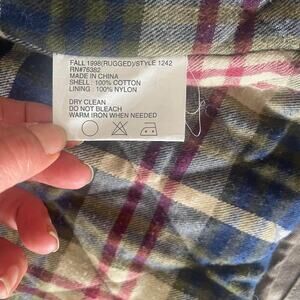 FALL 1998(RUGGED)/STYLE 1242
RN#76382
MADE IN CHINA
SHELL : 100% COTTON
LINING : 100% NYLON
DRY CLEAN
DO NOT BLEACH
WARM IRON WHEN NEEDED